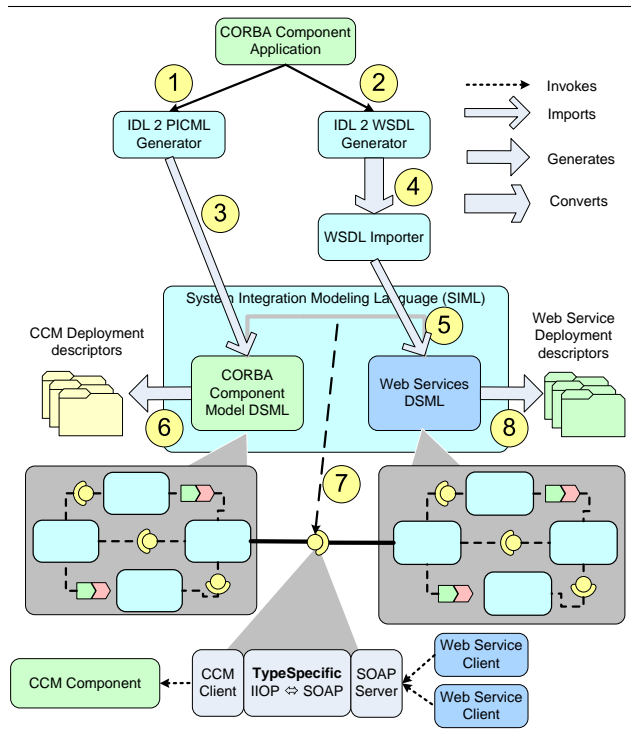 CORBA Component
Application
1
2
Invokes
IDL 2 PICML
Generator
IDL 2 WSDL
Generator
Imports
Generates
4
3
Converts
WSDL Importer
System Integration Modeling Language (SIML)
5
CCM Deployment
descriptors
Web Service
Deployment
descriptors
CORBA
Component
Model DSML
Web Services
DSML
6
8
7
CCM Component
CCM
Client
TypeSpecific
IIOP ⇔ SOAP
SOAP
Server
Web Service
Client
Web Service
Client